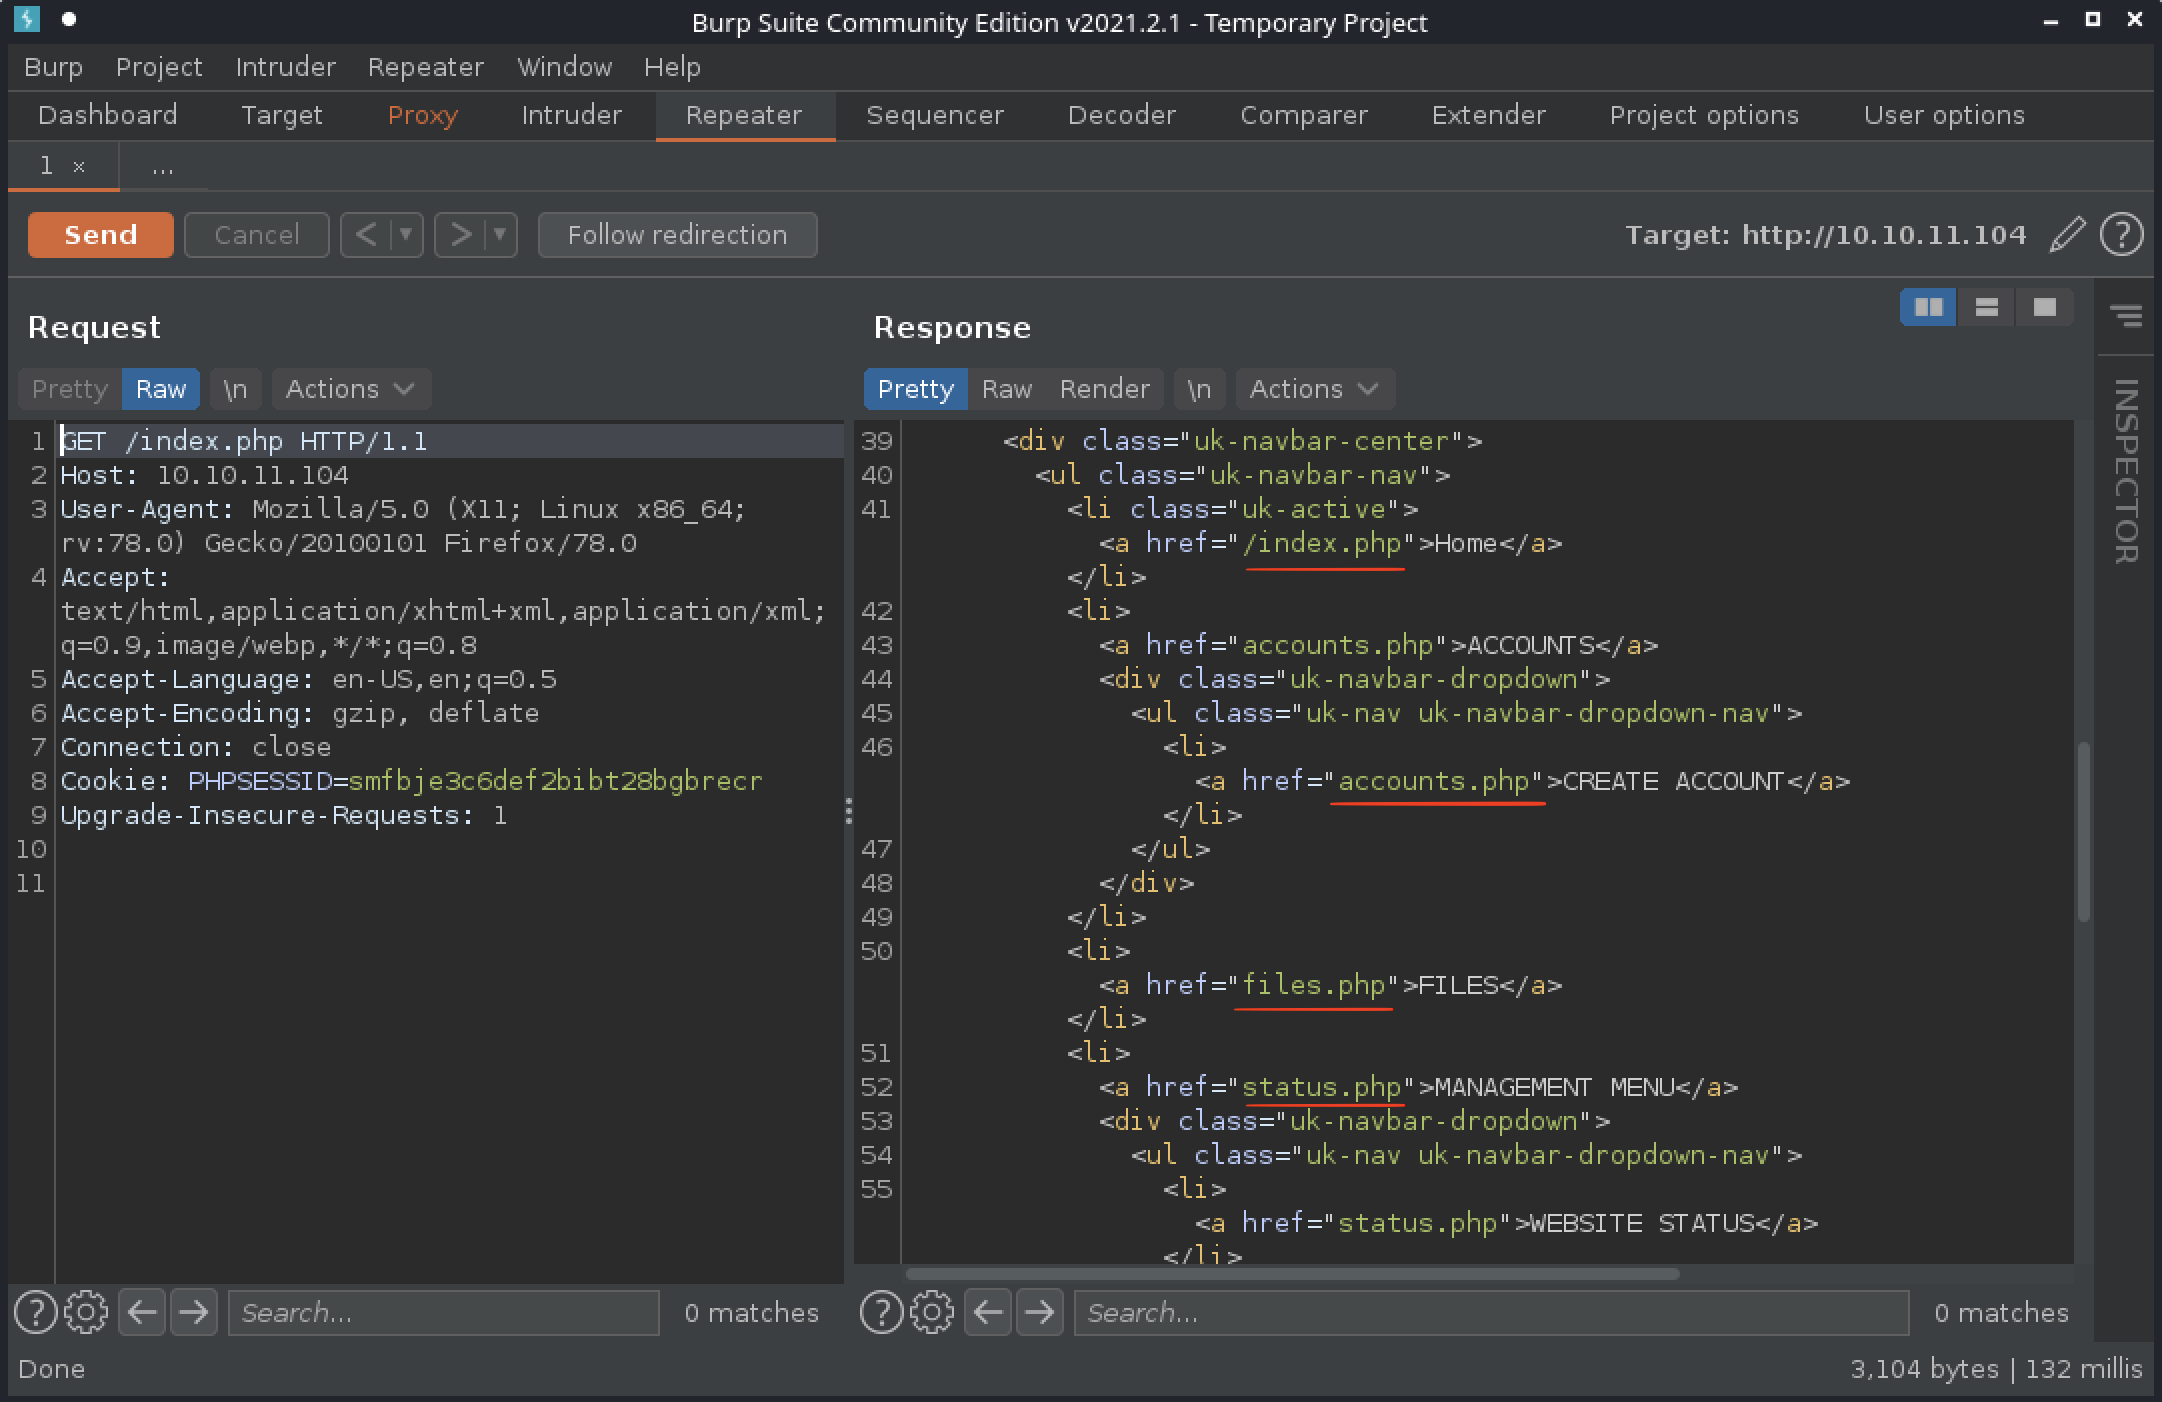 Burp Suite Community Edition v2021.2.1 - Temporary Project
Burp Project Intruder Repeater Window Help
Dashboard Target Proxy Intruder Repeater Sequencer Decoder Comparer Extender Project options User options
1 × ...
Send Cancel < > Follow redirection Target: http://10.10.11.104
Request
Pretty Raw \n Actions
1 GET /index.php HTTP/1.1
2 Host: 10.10.11.104
3 User-Agent: Mozilla/5.0 (X11; Linux x86_64;
rv:78.0) Gecko/20100101 Firefox/78.0
4 Accept:
text/html,application/xhtml+xml,application/xml;
q=0.9,image/webp,*/*;q=0.8
5 Accept-Language: en-US,en;q=0.5
6 Accept-Encoding: gzip, deflate
7 Connection: close
8 Cookie: PHPSESSID=smfbje3c6def2bibt28bgbrecr
9 Upgrade-Insecure-Requests: 1
10
11
Search... 0 matches
Response
Pretty Raw Render \n Actions
39 <div class="uk-navbar-center">
40 <ul class="uk-navbar-nav">
41 <li class="uk-active">
<a href="/index.php">Home</a>
</li>
42 <li>
43 <a href="accounts.php">ACCOUNTS</a>
44 <div class="uk-navbar-dropdown">
45 <ul class="uk-nav uk-navbar-dropdown-nav">
46 <li>
<a href="accounts.php">CREATE ACCOUNT</a>
</li>
47 </ul>
48 </div>
49 </li>
50 <li>
<a href="files.php">FILES</a>
</li>
51 <li>
52 <a href="status.php">MANAGEMENT MENU</a>
53 <div class="uk-navbar-dropdown">
54 <ul class="uk-nav uk-navbar-dropdown-nav">
55 <li>
<a href="status.php">WEBSITE STATUS</a>
</li>
Search... 0 matches
INSPECTOR
Done
3,104 bytes | 132 millis